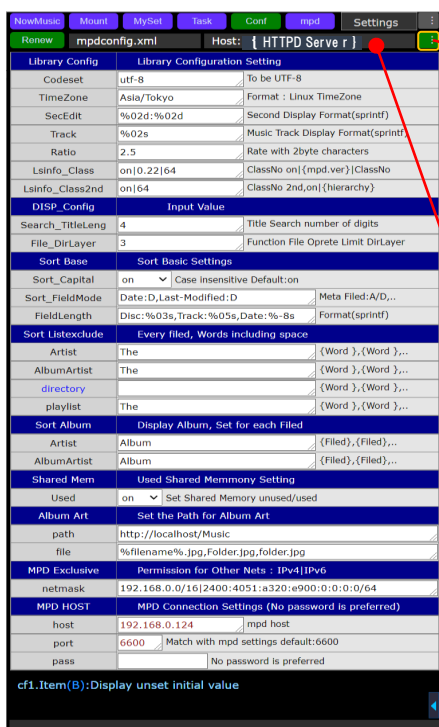 NowMusic Mount MySet Task Conf mpd Settings ⋮
Renew mpdconfig.xml Host: { HTTPD Serve r } ⋮
Library Config Library Configuration Setting
Codeset utf-8 To be UTF-8
TimeZone Asia/Tokyo Format : Linux TimeZone
SecEdit %02d:%02d Second Display Format(sprintf)
Track %02s Music Track Display Format(sprintf)
Ratio 2.5 Rate with 2byte characters
Lsinfo_Class on|0.22|64 ClassNo on|{mpd.ver}|ClassNo
Lsinfo_Class2nd on|64 ClassNo 2nd,on|{hierarchy}
DISP_Config Input Value
Search_TitleLeng 4 Title Search number of digits
File_DirLayer 3 Function File Oprete Limit DirLayer
Sort Base Sort Basic Settings
Sort_Capital on Case insensitive Default:on
Sort_FieldMode Date:D,Last-Modified:D Meta Filed:A/D,..
FieldLength Disc:%03s,Track:%05s,Date:%-8s Format(sprintf)
Sort Listexclude Every filed, Words including space
Artist The {Word },{Word },..
AlbumArtist The {Word },{Word },..
directory {Word },{Word },..
playlist The {Word },{Word },..
Sort Album Display Album, Set for each Filed
Artist Album {Filed},{Filed},..
AlbumArtist Album {Filed},{Filed},..
Shared Mem Used Shared Memmony Setting
Used on Set Shared Memory unused/used
Album Art Set the Path for Album Art
path http://localhost/Music
file %filename%.jpg,Folder.jpg,folder.jpg
MPD Exclusive Permission for Other Nets : IPv4|IPv6
netmask 192.168.0.0/16|2400:4051:a320:e900:0:0:0:0/64
MPD HOST MPD Connection Settings (No password is preferred)
host 192.168.0.124 mpd host
port 6600 Match with mpd settings default:6600
pass No password is preferred
cf1.Item(B):Display unset initial value